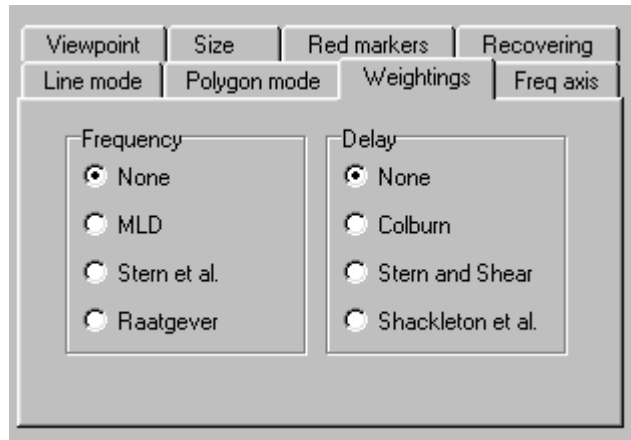 Viewpoint Size Red markers Recovering
Line mode Polygon mode Weightings Freq axis
Frequency
None
MLD
Stern et al.
Raatgever
Delay
None
Colburn
Stern and Shear
Shackleton et al.